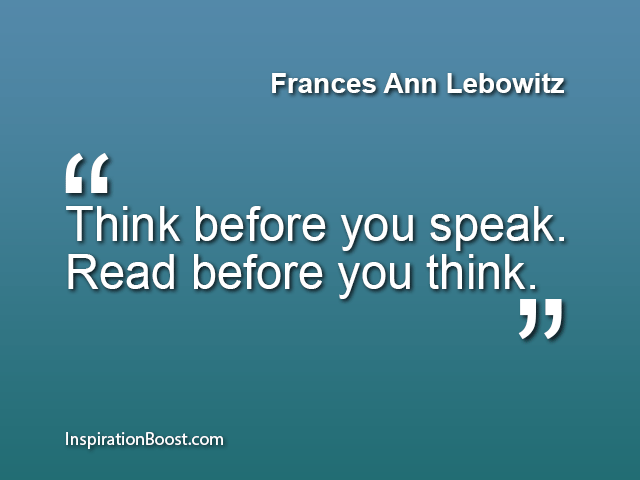 Frances Ann Lebowitz
“
Think before you speak.
Read before you think.
”
InspirationBoost.com